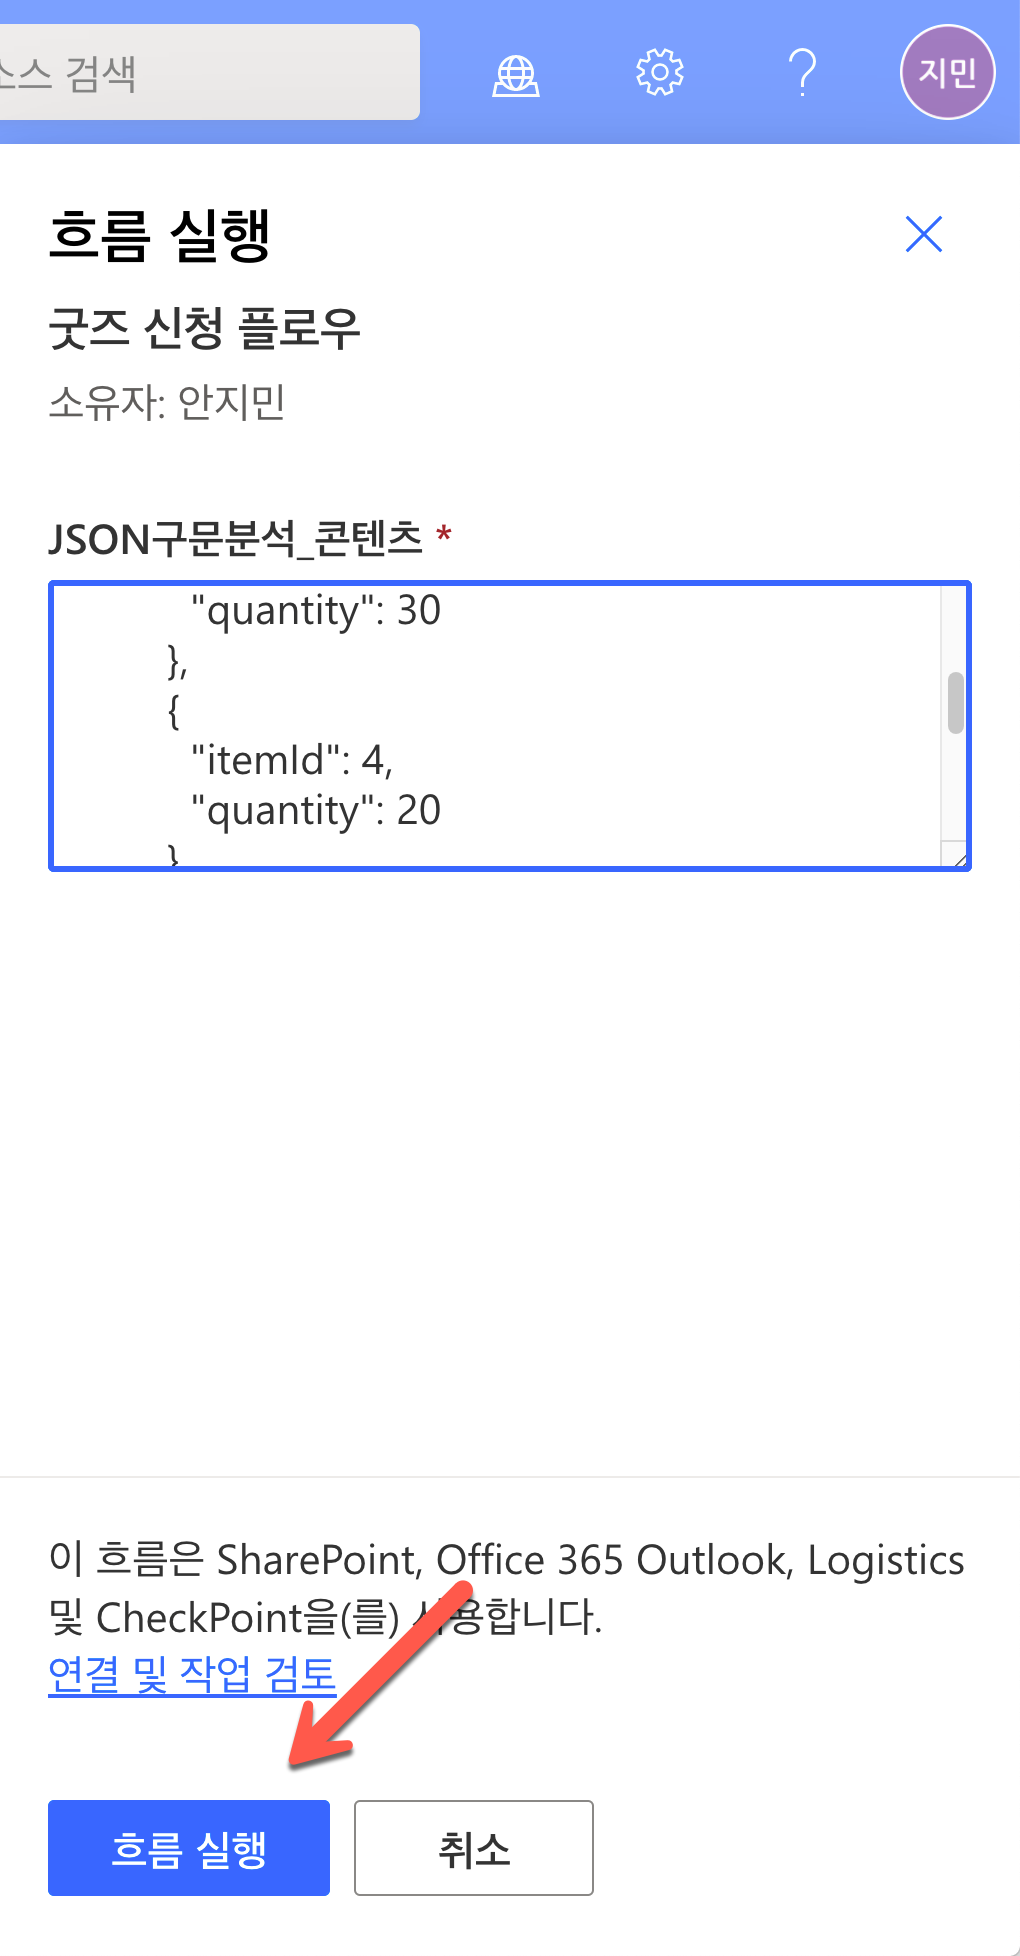 검색
지민
흐름 실행
굿즈 신청 플로우
소유자: 안지민
JSON구문분석_콘텐츠 *
"quantity": 30
},
{
"itemId": 4,
"quantity": 20
}
이 흐름은 SharePoint, Office 365 Outlook, Logistics
및 CheckPoint을(를) 사용합니다.
연결 및 작업 검토
흐름 실행
취소